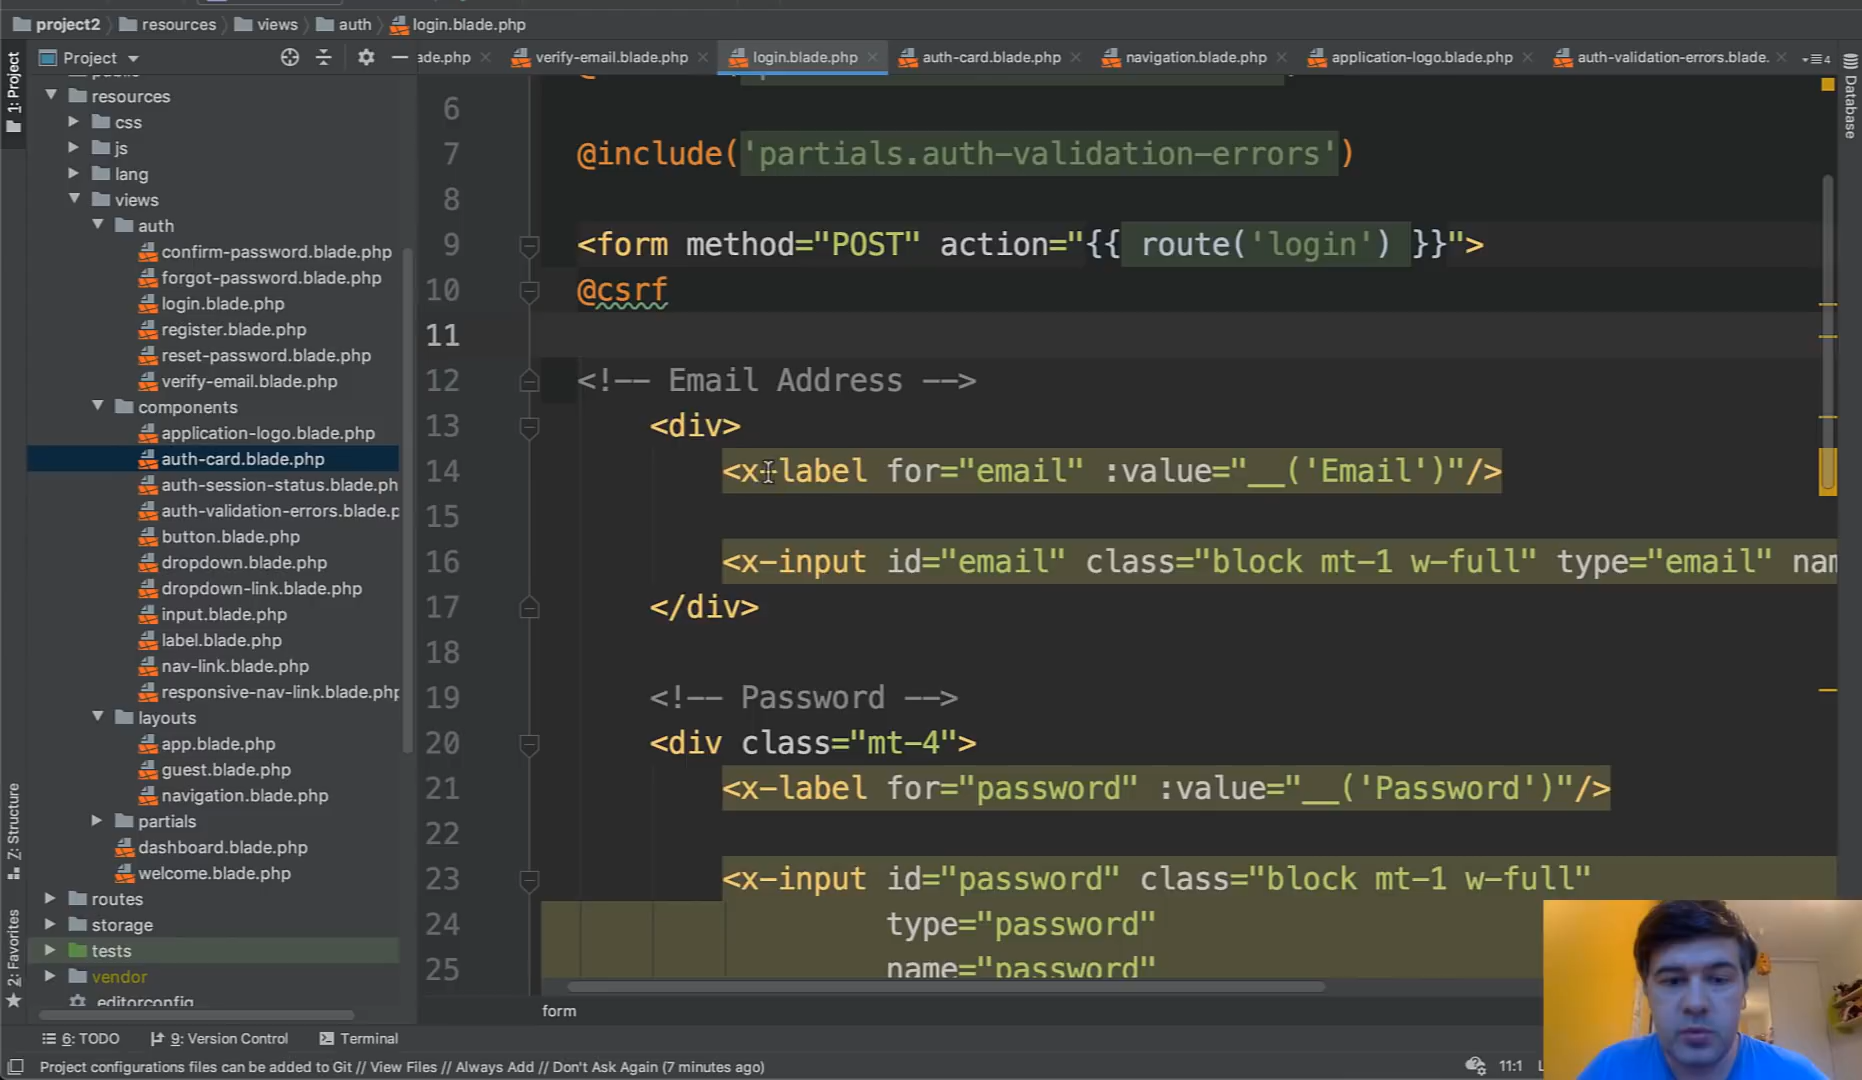 project2 resources views auth login.blade.php
Project
ade.php verify-email.blade.php login.blade.php auth-card.blade.php navigation.blade.php application-logo.blade.php auth-validation-errors.blade. 4
1: Project
Z: Structure
2: Favorites
Database
resources
css
js
lang
views
auth
confirm-password.blade.php
forgot-password.blade.php
login.blade.php
register.blade.php
reset-password.blade.php
verify-email.blade.php
components
application-logo.blade.php
auth-card.blade.php
auth-session-status.blade.ph
auth-validation-errors.blade.p
button.blade.php
dropdown.blade.php
dropdown-link.blade.php
input.blade.php
label.blade.php
nav-link.blade.php
responsive-nav-link.blade.php
layouts
app.blade.php
guest.blade.php
navigation.blade.php
partials
dashboard.blade.php
welcome.blade.php
routes
storage
tests
vendor
.editorconfig
6
7 @include('partials.auth-validation-errors')
8
9 <form method="POST" action="{{ route('login') }}">
10 @csrf
11
12 <!-- Email Address -->
13 <div>
14 <x-label for="email" :value="__('Email')"/>
15
16 <x-input id="email" class="block mt-1 w-full" type="email" nam
17 </div>
18
19 <!-- Password -->
20 <div class="mt-4">
21 <x-label for="password" :value="__('Password')"/>
22
23 <x-input id="password" class="block mt-1 w-full"
24 type="password"
25 name="password"
form
6: TODO 9: Version Control Terminal
Project configurations files can be added to Git // View Files // Always Add // Don't Ask Again (7 minutes ago) 11:1